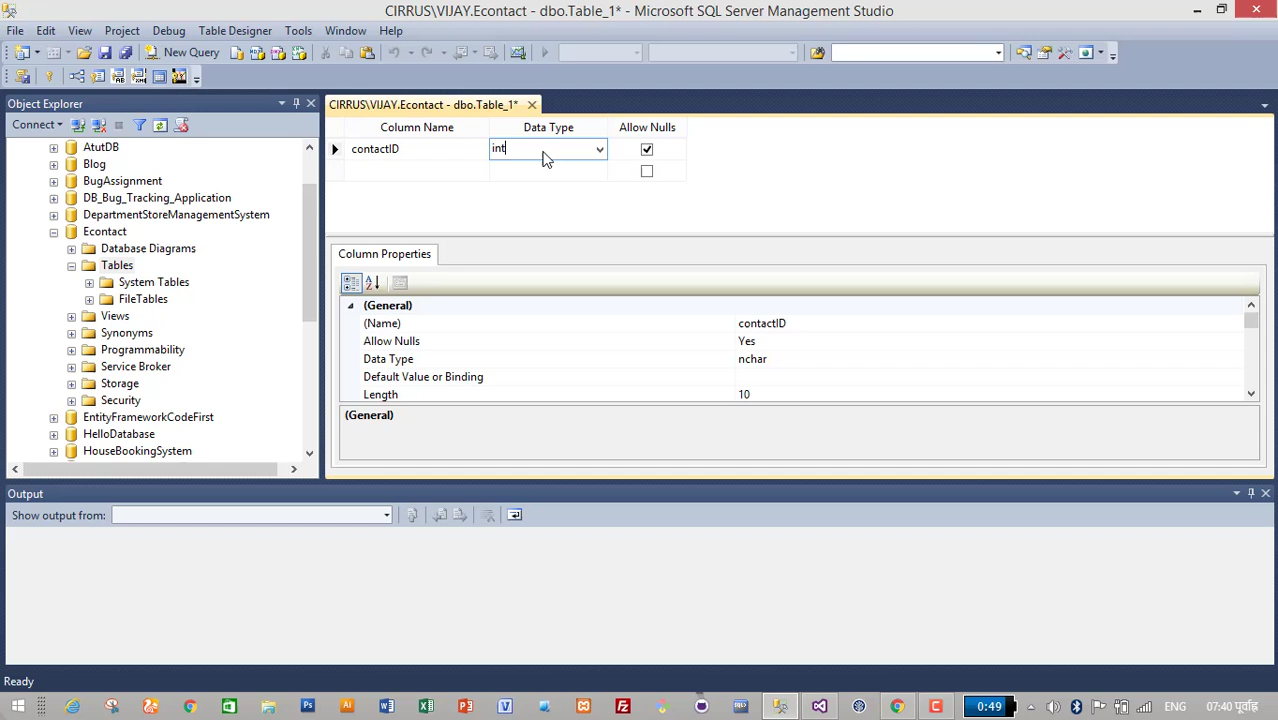 CIRRUS\VIJAY.Econtact - dbo.Table_1* - Microsoft SQL Server Management Studio
File Edit View Project Debug Table Designer Tools Window Help
New Query
Object Explorer
CIRRUS\VIJAY.Econtact - dbo.Table_1*
Connect
Column Name Data Type Allow Nulls
contactID int
AtutDB
Blog
BugAssignment
DB_Bug_Tracking_Application
DepartmentStoreManagementSystem
Econtact
Database Diagrams
Tables
System Tables
FileTables
Views
Synonyms
Programmability
Service Broker
Storage
Security
EntityFrameworkCodeFirst
HelloDatabase
HouseBookingSystem
Column Properties
(General)
(Name) contactID
Allow Nulls Yes
Data Type nchar
Default Value or Binding
Length 10
(General)
Output
Show output from:
Ready
0:49
ENG
07:40 पूर्वाह्न